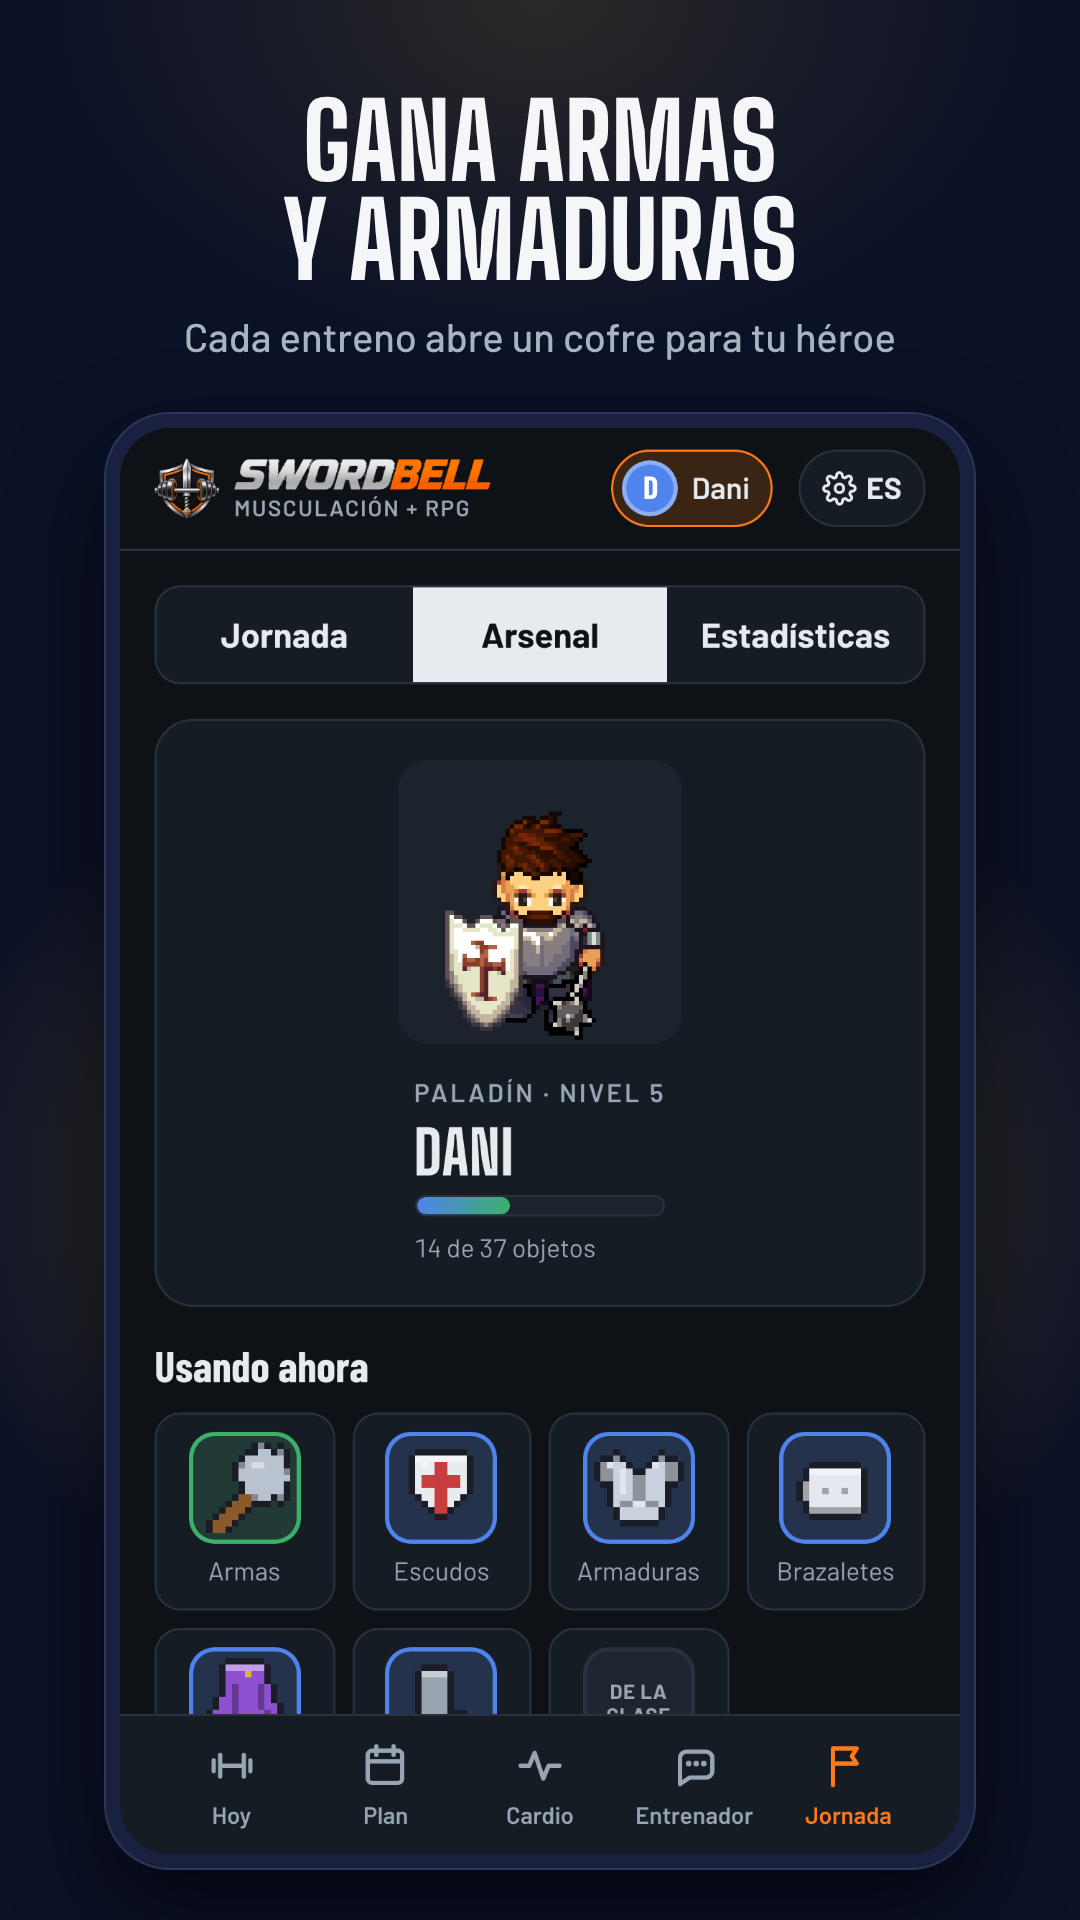 GANA ARMAS
Y ARMADURAS
Cada entreno abre un cofre para tu héroe
SWORDBELL
MUSCULACIÓN + RPG
D Dani
ES
Jornada Arsenal Estadísticas
PALADÍN · NIVEL 5
DANI
14 de 37 objetos
Usando ahora
Armas Escudos Armaduras Brazaletes
DE LA
CLASE
Hoy Plan Cardio Entrenador Jornada